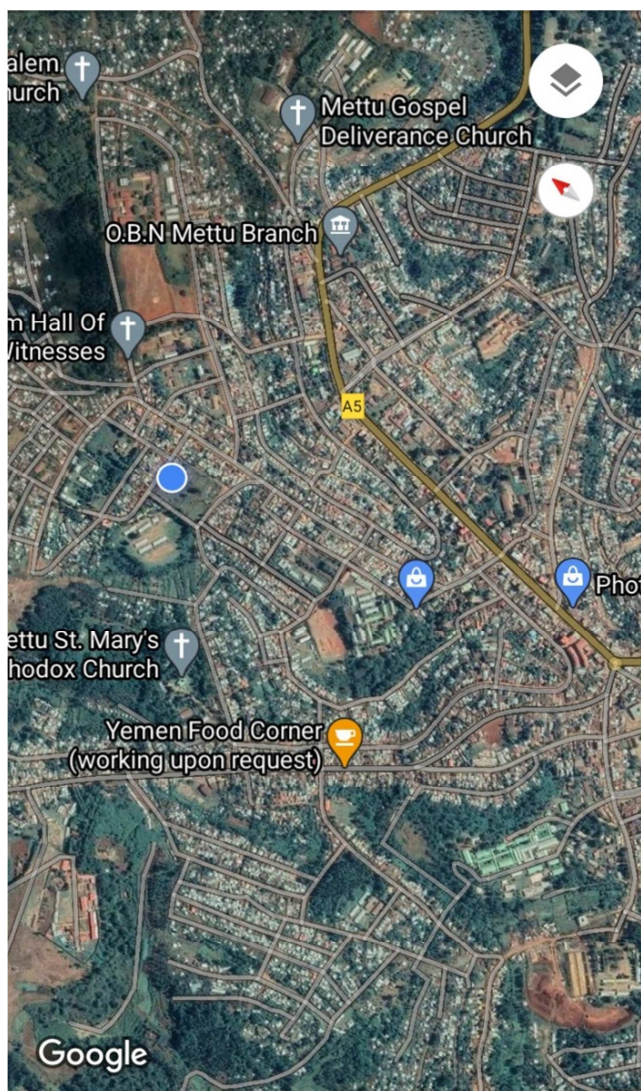 alem
hurch
Mettu Gospel
Deliverance Church
O.B.N Mettu Branch
m Hall Of
Witnesses
A5
Phot
ettu St. Mary's
hodox Church
Yemen Food Corner
(working upon request)
Google